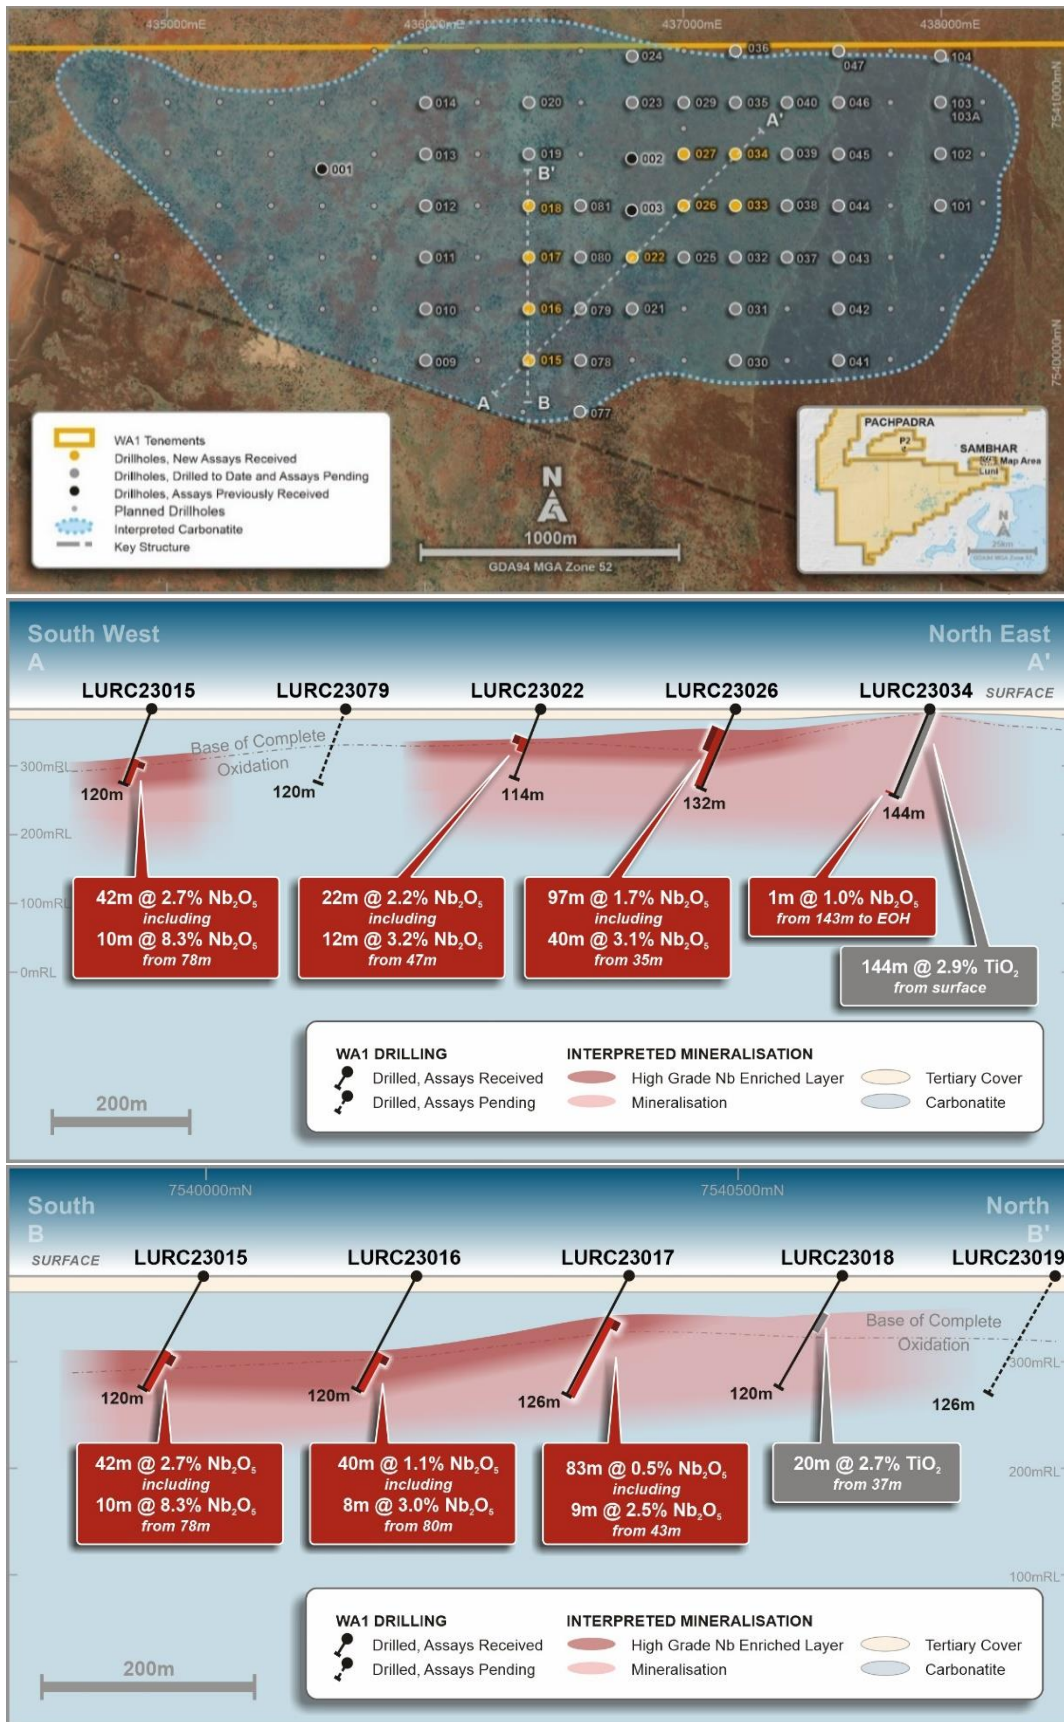 435000mE
436000mE
437000mE
438000mE
7541000mN
7540000mN
024
036
047
104
014
020
023
029
035
040
046
103
103A
A'
013
019
002
027
034
039
045
102
001
B'
012
018
081
003
026
033
038
044
101
011
017
080
022
025
032
037
043
010
016
079
021
031
042
009
015
078
030
041
A
B
077
WA1 Tenements
Drillholes, New Assays Received
Drillholes, Drilled to Date and Assays Pending
Drillholes, Assays Previously Received
Planned Drillholes
Interpreted Carbonatite
Key Structure
N
1000m
GDA94 MGA Zone 52
PACHPADRA
P2
SAMBHAR
Map Area
Luni
N
25km
GDA94 MGA Zone 52
South West
A
North East
A'
LURC23015
LURC23079
LURC23022
LURC23026
LURC23034
SURFACE
Base of Complete
Oxidation
300mRL
200mRL
100mRL
0mRL
120m
120m
114m
132m
144m
42m @ 2.7% Nb₂O₅
including
10m @ 8.3% Nb₂O₅
from 78m
22m @ 2.2% Nb₂O₅
including
12m @ 3.2% Nb₂O₅
from 47m
97m @ 1.7% Nb₂O₅
including
40m @ 3.1% Nb₂O₅
from 35m
1m @ 1.0% Nb₂O₅
from 143m to EOH
144m @ 2.9% TiO₂
from surface
200m
WA1 DRILLING
Drilled, Assays Received
Drilled, Assays Pending
INTERPRETED MINERALISATION
High Grade Nb Enriched Layer
Mineralisation
Tertiary Cover
Carbonatite
7540000mN
7540500mN
South
B
North
B'
SURFACE
LURC23015
LURC23016
LURC23017
LURC23018
LURC23019
Base of Complete
Oxidation
300mRL
200mRL
100mRL
120m
120m
126m
120m
126m
42m @ 2.7% Nb₂O₅
including
10m @ 8.3% Nb₂O₅
from 78m
40m @ 1.1% Nb₂O₅
including
8m @ 3.0% Nb₂O₅
from 80m
83m @ 0.5% Nb₂O₅
including
9m @ 2.5% Nb₂O₅
from 43m
20m @ 2.7% TiO₂
from 37m
200m
WA1 DRILLING
Drilled, Assays Received
Drilled, Assays Pending
INTERPRETED MINERALISATION
High Grade Nb Enriched Layer
Mineralisation
Tertiary Cover
Carbonatite